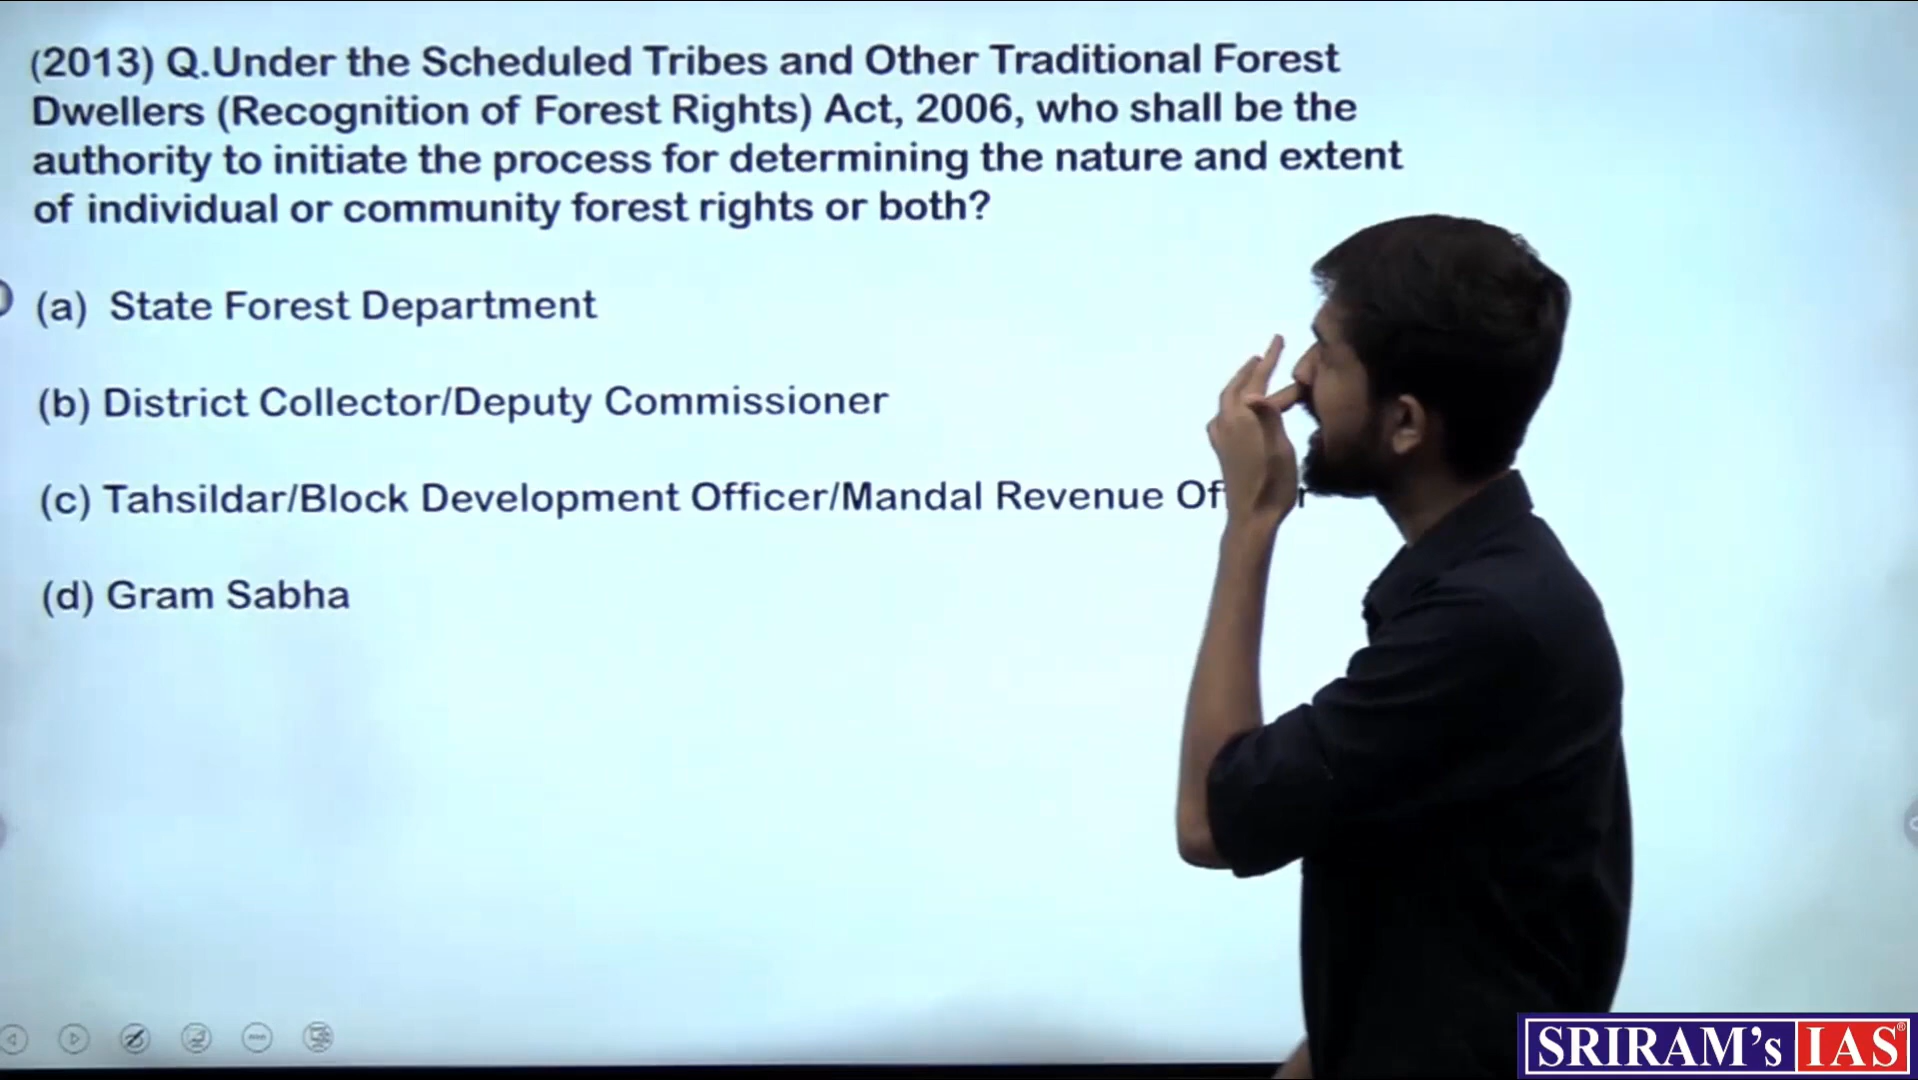 (2013) Q.Under the Scheduled Tribes and Other Traditional Forest
Dwellers (Recognition of Forest Rights) Act, 2006, who shall be the
authority to initiate the process for determining the nature and extent
of individual or community forest rights or both?
(a) State Forest Department
(b) District Collector/Deputy Commissioner
(c) Tahsildar/Block Development Officer/Mandal Revenue
(d) Gram Sabha
SRIRAM's IAS®